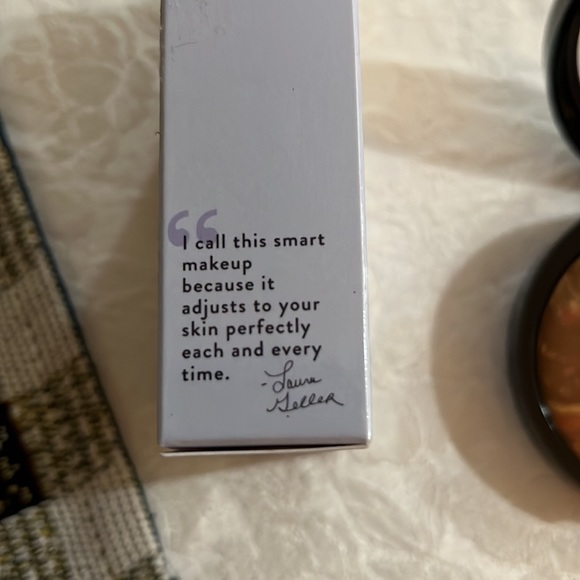 “
I call this smart
makeup
because it
adjusts to your
skin perfectly
each and every
time.
-Laura
Geller